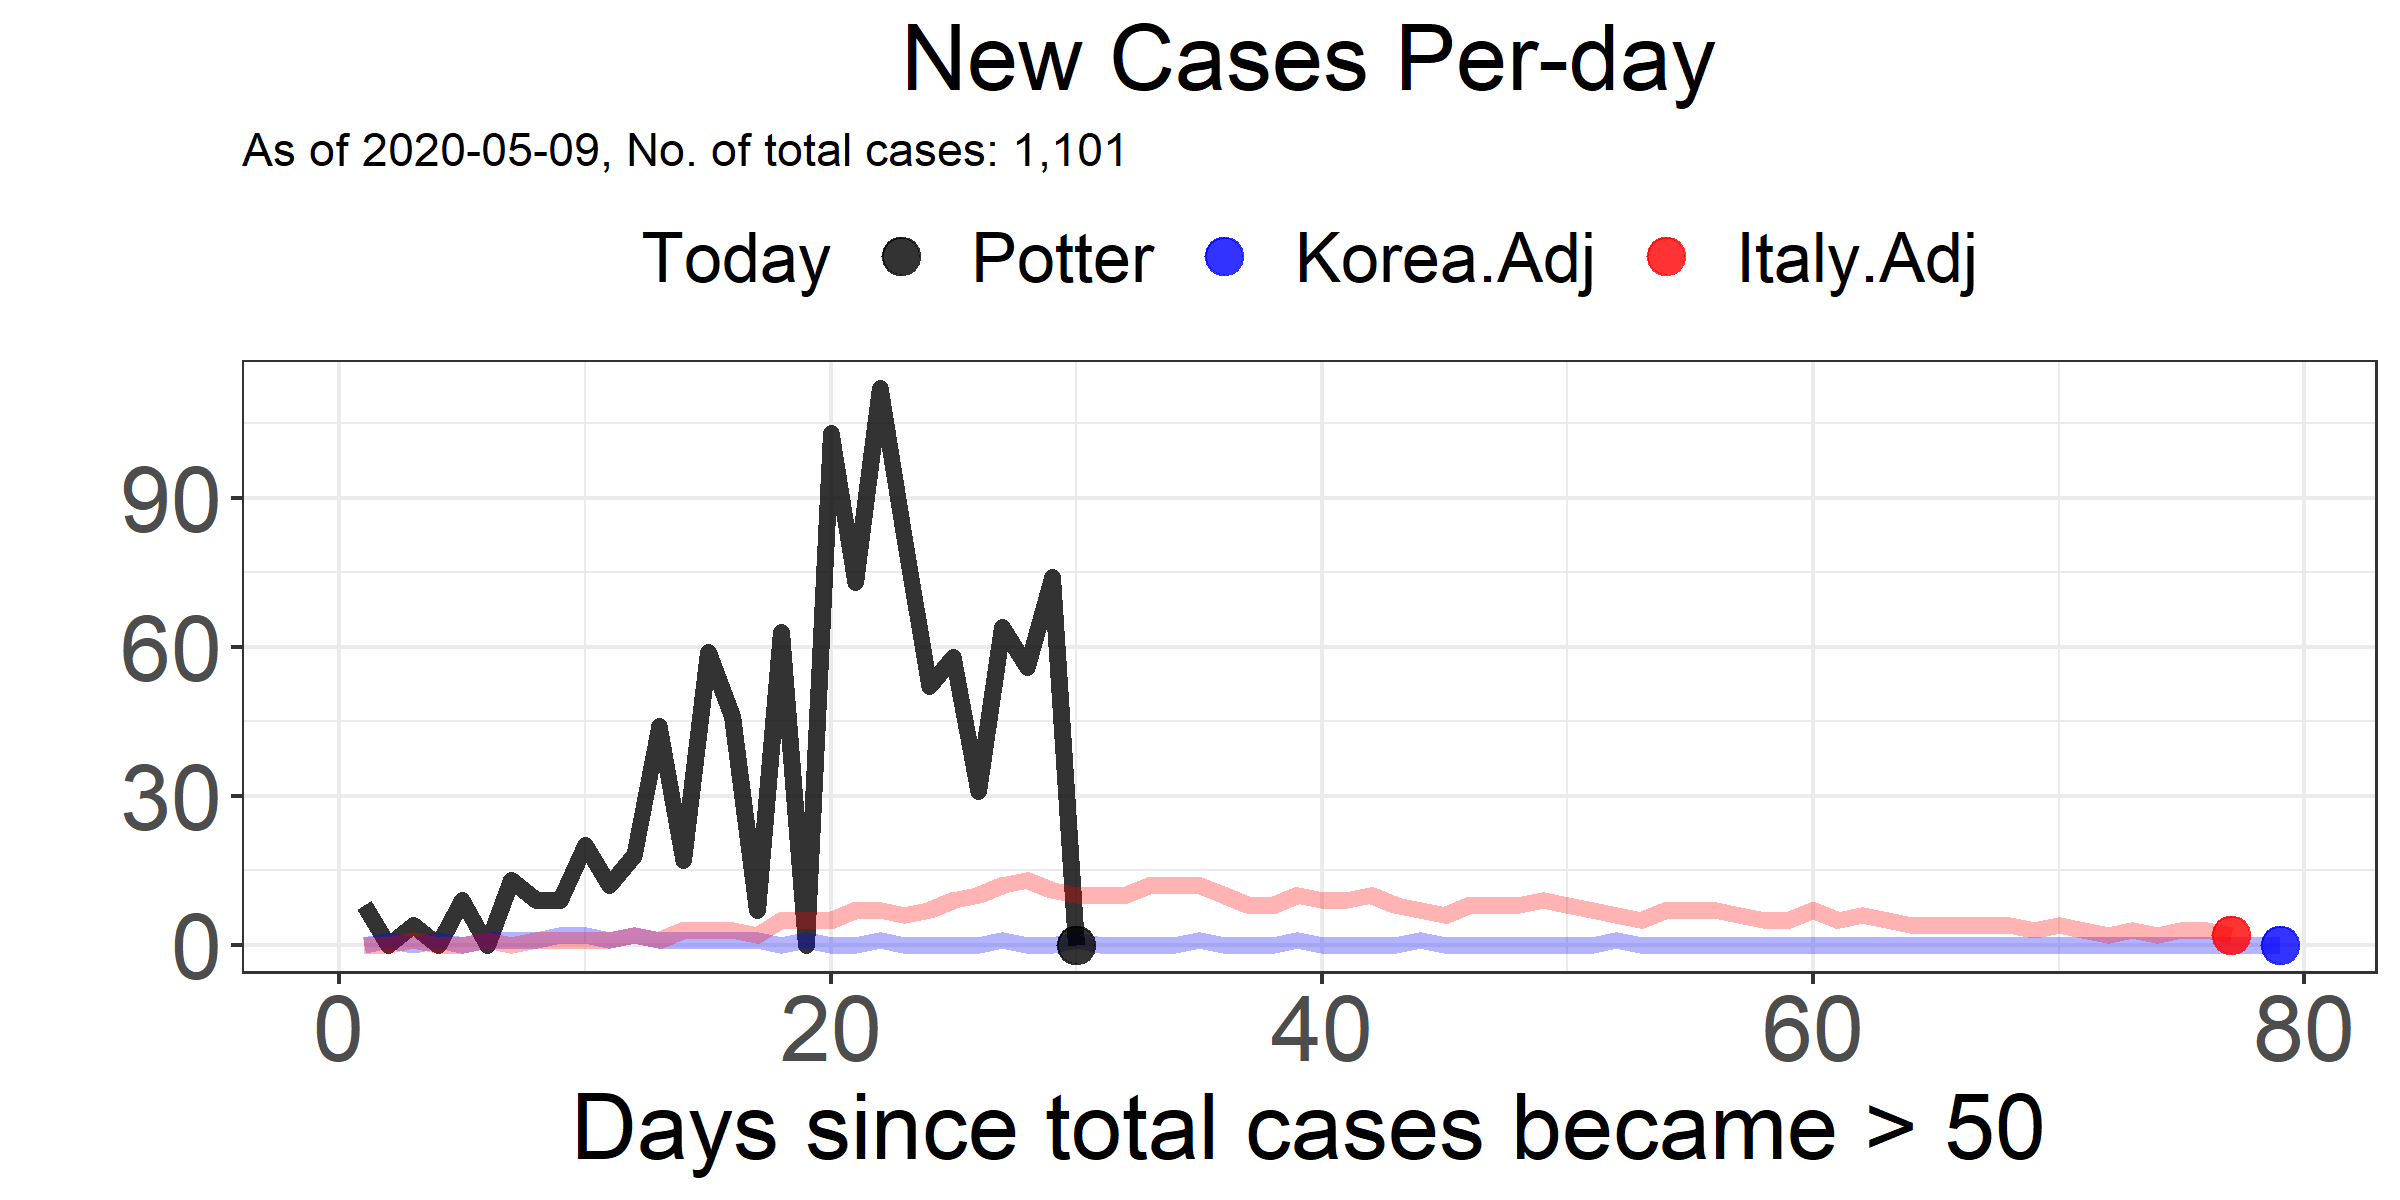 New Cases Per-day
As of 2020-05-09, No. of total cases: 1,101
Today Potter Korea.Adj Italy.Adj
90
60
30
0
0 20 40 60 80
Days since total cases became > 50